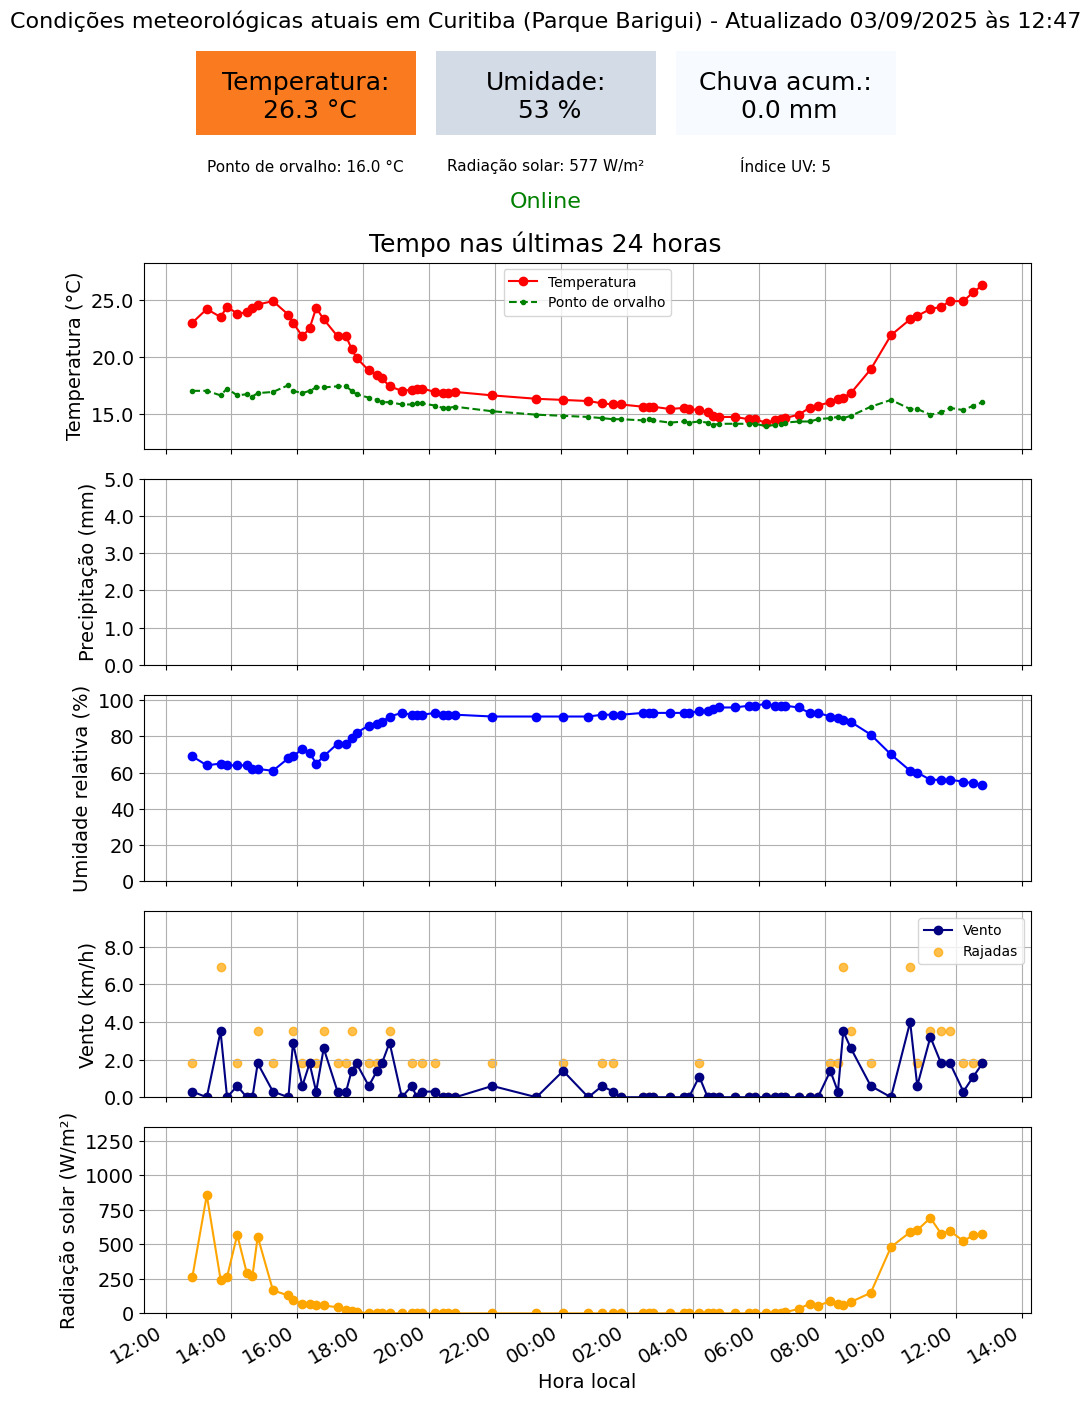 Condições meteorológicas atuais em Curitiba (Parque Barigui) - Atualizado 03/09/2025 às 12:47
Temperatura:
26.3 °C
Umidade:
53 %
Chuva acum.:
0.0 mm
Ponto de orvalho: 16.0 °C
Radiação solar: 577 W/m²
Índice UV: 5
Online
Tempo nas últimas 24 horas
Temperatura (°C)
25.0
20.0
15.0
Temperatura
Ponto de orvalho
Precipitação (mm)
5.0
4.0
3.0
2.0
1.0
0.0
Umidade relativa (%)
100
80
60
40
20
0
Vento (km/h)
8.0
6.0
4.0
2.0
0.0
Vento
Rajadas
Radiação solar (W/m²)
1250
1000
750
500
250
0
12:00
14:00
16:00
18:00
20:00
22:00
00:00
02:00
04:00
06:00
08:00
10:00
12:00
14:00
Hora local